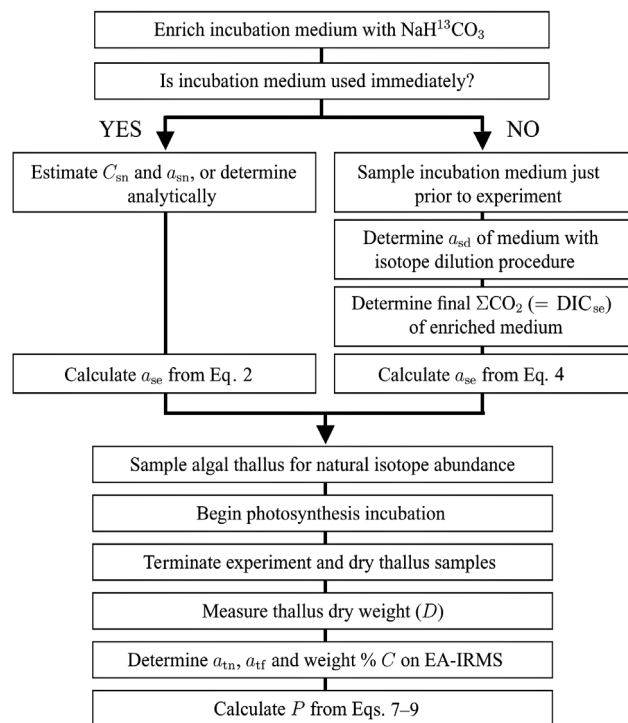 Enrich incubation medium with NaH¹³CO₃
Is incubation medium used immediately?
YES
NO
Estimate Cₛₙ and aₛₙ, or determine
analytically
Sample incubation medium just
prior to experiment
Determine a_sd of medium with
isotope dilution procedure
Determine final ΣCO₂ (= DIC_se)
of enriched medium
Calculate a_se from Eq. 2
Calculate a_se from Eq. 4
Sample algal thallus for natural isotope abundance
Begin photosynthesis incubation
Terminate experiment and dry thallus samples
Measure thallus dry weight (D)
Determine a_tn, a_tf and weight % C on EA-IRMS
Calculate P from Eqs. 7–9